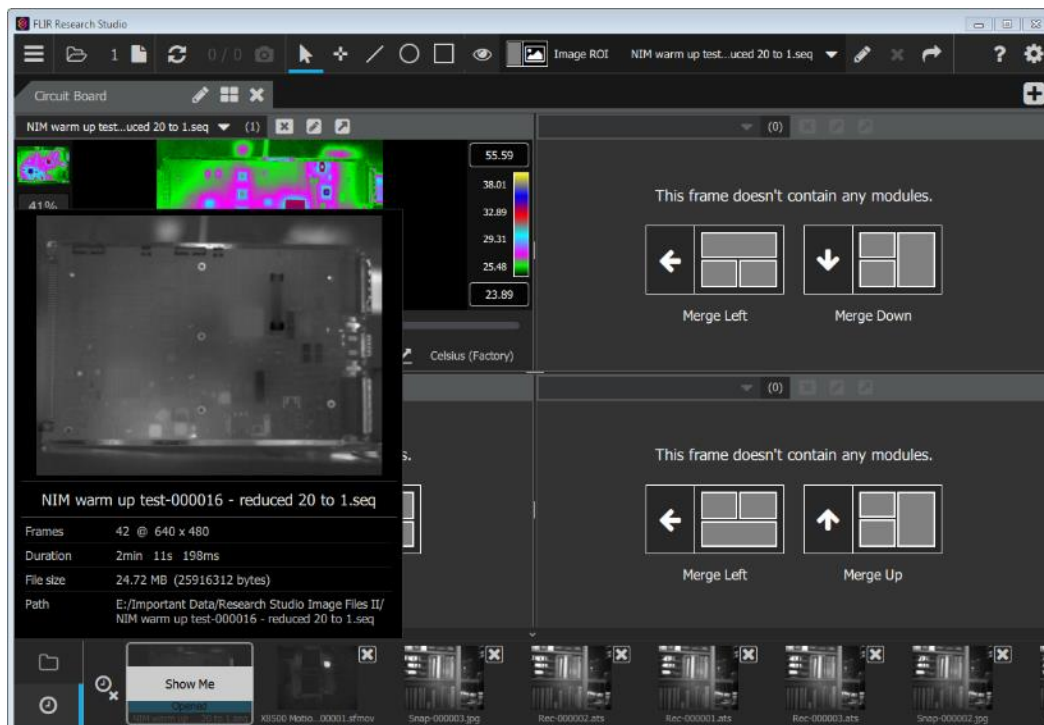 FLIR Research Studio
1
0 / 0
Image ROI
NIM warm up test...uced 20 to 1.seq
?
Circuit Board
NIM warm up test...uced 20 to 1.seq
(1)
(0)
41%
55.59
38.01
32.89
29.31
25.48
23.89
Celsius (Factory)
This frame doesn't contain any modules.
Merge Left
Merge Down
(0)
s.
This frame doesn't contain any modules.
Merge Left
Merge Up
NIM warm up test-000016 - reduced 20 to 1.seq
Frames 42 @ 640 x 480
Duration 2min 11s 198ms
File size 24.72 MB (25916312 bytes)
Path E:/Important Data/Research Studio Image Files II/
NIM warm up test-000016 - reduced 20 to 1.seq
Show Me
Opened
Snap-000003.jpg
Rec-000002.ats
Rec-000001.ats
Rec-000003.ats
Snap-000002.jpg